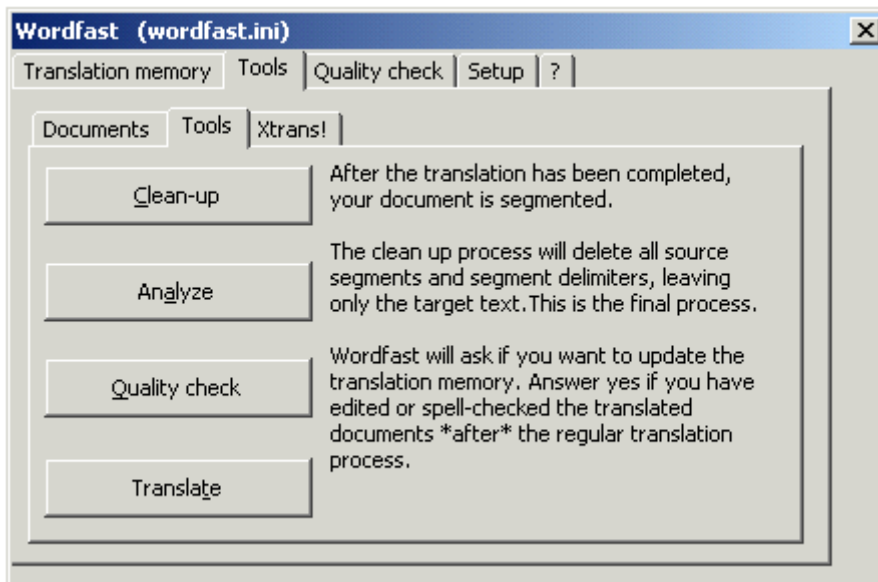 Wordfast (wordfast.ini)
Translation memory Tools Quality check Setup ?
Documents Tools Xtrans!
Clean-up
Analyze
Quality check
Translate
After the translation has been completed,
your document is segmented.
The clean up process will delete all source
segments and segment delimiters, leaving
only the target text.This is the final process.
Wordfast will ask if you want to update the
translation memory. Answer yes if you have
edited or spell-checked the translated
documents *after* the regular translation
process.